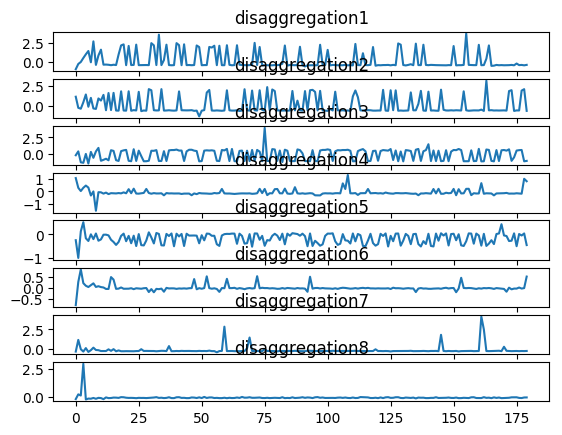 disaggregation1
2.5
0.0
disaggregation2
2.5
0.0
disaggregation3
2.5
0.0
disaggregation4
1
0
−1
disaggregation5
0
−1
disaggregation6
0.5
0.0
−0.5
disaggregation7
2.5
0.0
disaggregation8
2.5
0.0
0 25 50 75 100 125 150 175